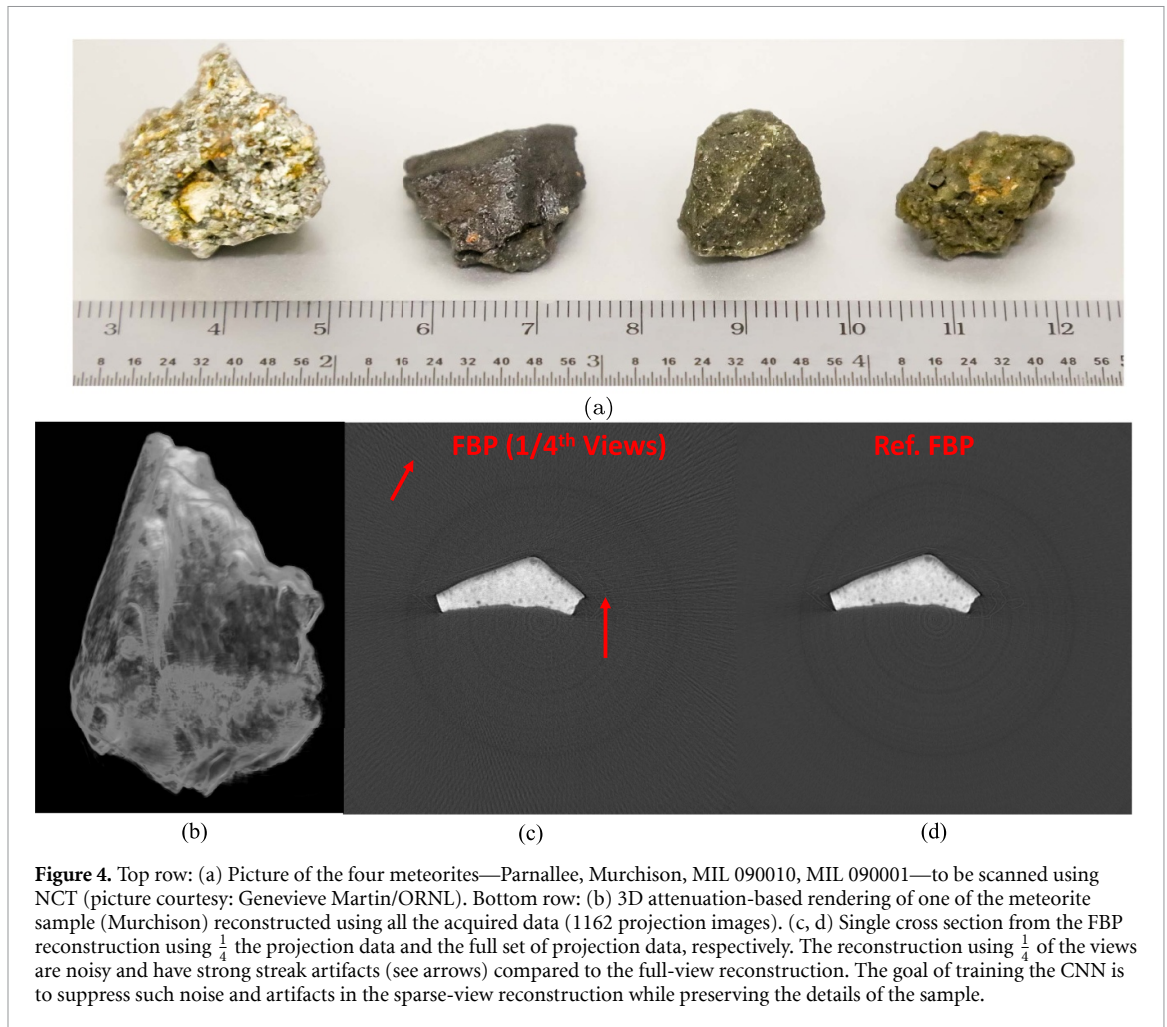 3 4 5 6 7 8 9 10 11 12
8 16 24 32 40 48 56 2 8 16 24 32 40 48 56 3 8 16 24 32 40 48 56 4 8 16 24 32 40 48 56
(a)
FBP (1/4th Views) Ref. FBP
(b) (c) (d)
Figure 4. Top row: (a) Picture of the four meteorites—Parnallee, Murchison, MIL 090010, MIL 090001—to be scanned using
NCT (picture courtesy: Genevieve Martin/ORNL). Bottom row: (b) 3D attenuation-based rendering of one of the meteorite
sample (Murchison) reconstructed using all the acquired data (1162 projection images). (c, d) Single cross section from the FBP
reconstruction using 1/4 the projection data and the full set of projection data, respectively. The reconstruction using 1/4 of the views
are noisy and have strong streak artifacts (see arrows) compared to the full-view reconstruction. The goal of training the CNN is
to suppress such noise and artifacts in the sparse-view reconstruction while preserving the details of the sample.